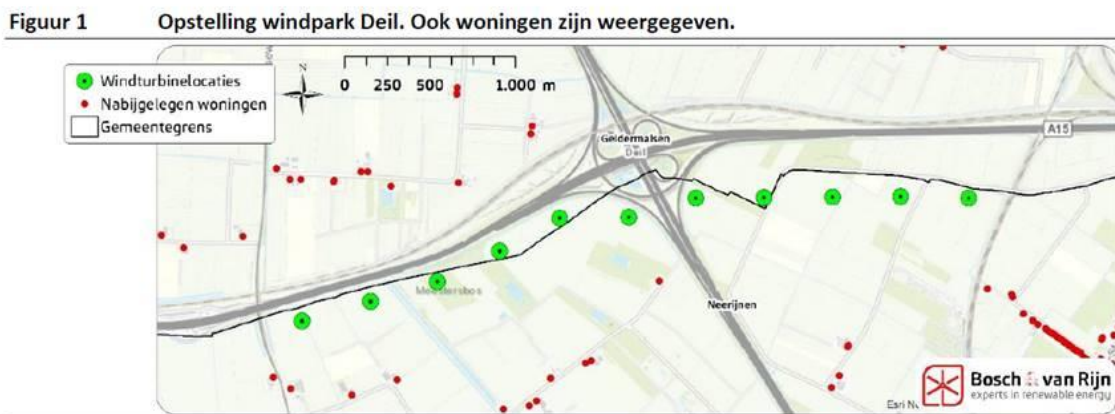 Figuur 1 Opstelling windpark Deil. Ook woningen zijn weergegeven.
Windturbinelocaties
Nabijgelegen woningen
Gemeentegrens
N
0 250 500 1.000 m
Geldermalsen
Deil
A15
Meestersbos
Neerijnen
Esri
Bosch & van Rijn
experts in renewable energy